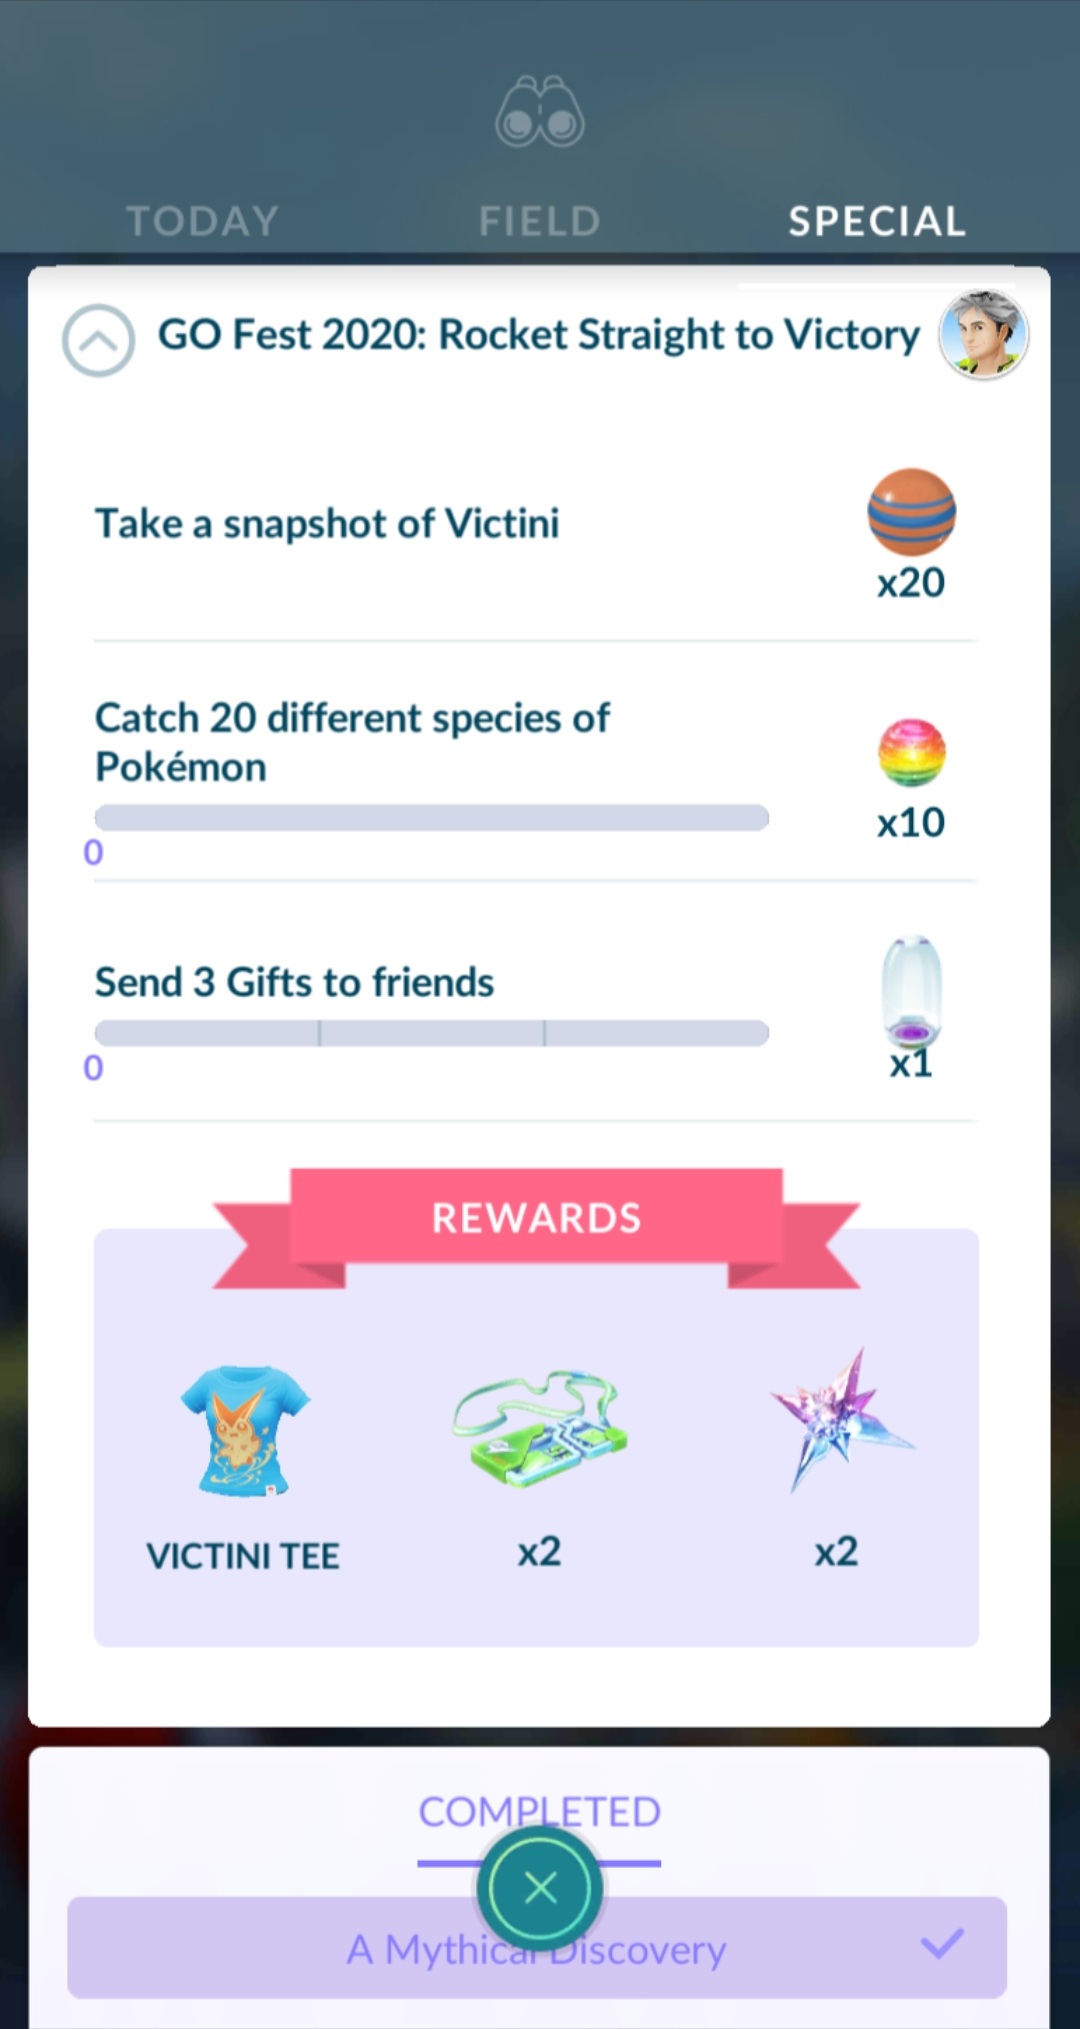 TODAY
FIELD
SPECIAL
GO Fest 2020: Rocket Straight to Victory
Take a snapshot of Victini
x20
Catch 20 different species of
Pokémon
x10
0
Send 3 Gifts to friends
x1
0
REWARDS
VICTINI TEE
x2
x2
COMPLETED
A Mythical Discovery